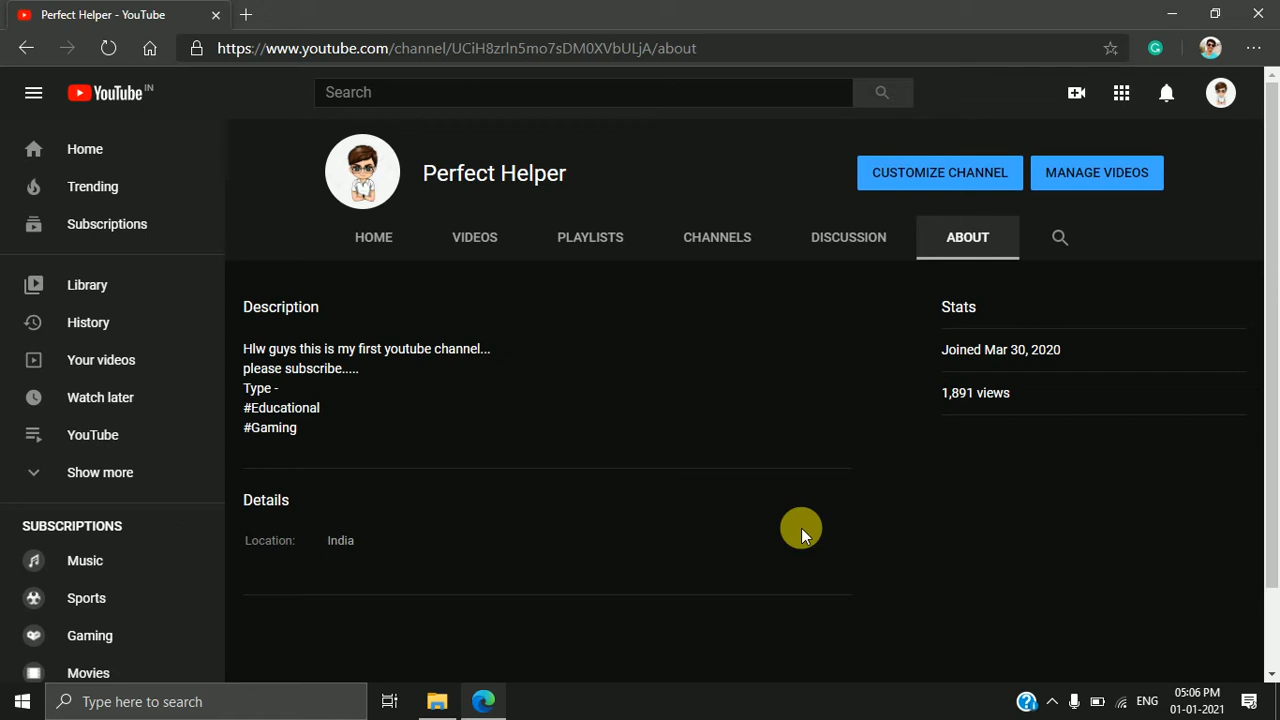 Perfect Helper - YouTube
https://www.youtube.com/channel/UCiH8zrln5mo7sDM0XVbULjA/about
YouTube IN
Search
Home
Trending
Subscriptions
Library
History
Your videos
Watch later
YouTube
Show more
SUBSCRIPTIONS
Music
Sports
Gaming
Movies
Perfect Helper
CUSTOMIZE CHANNEL
MANAGE VIDEOS
HOME VIDEOS PLAYLISTS CHANNELS DISCUSSION ABOUT
Description
Hlw guys this is my first youtube channel...
please subscribe.....
Type -
#Educational
#Gaming
Details
Location: India
Stats
Joined Mar 30, 2020
1,891 views
Type here to search
ENG
05:06 PM
01-01-2021